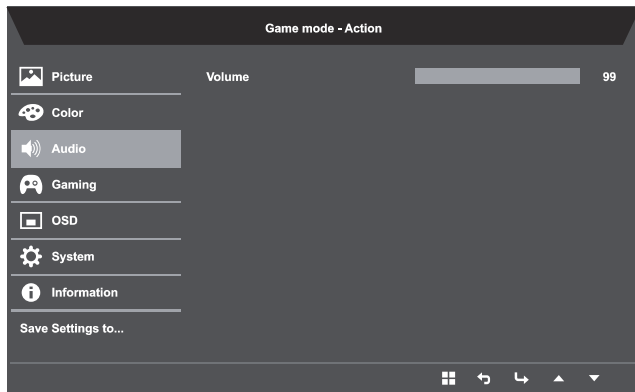 Game mode - Action
Picture
Volume 99
Color
Audio
Gaming
OSD
System
Information
Save Settings to...